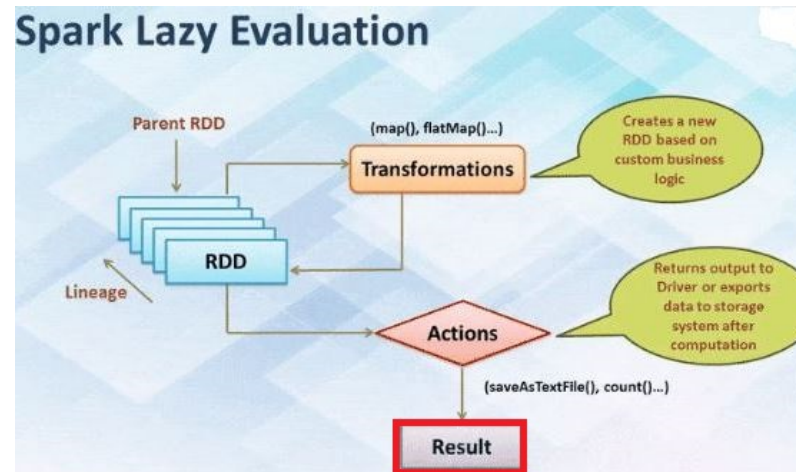 Spark Lazy Evaluation
Parent RDD
(map(), flatMap()...)
Transformations
Creates a new
RDD based on
custom business
logic
RDD
Lineage
Returns output to
Driver or exports
data to storage
system after
computation
Actions
(saveAsTextFile(), count()...)
Result